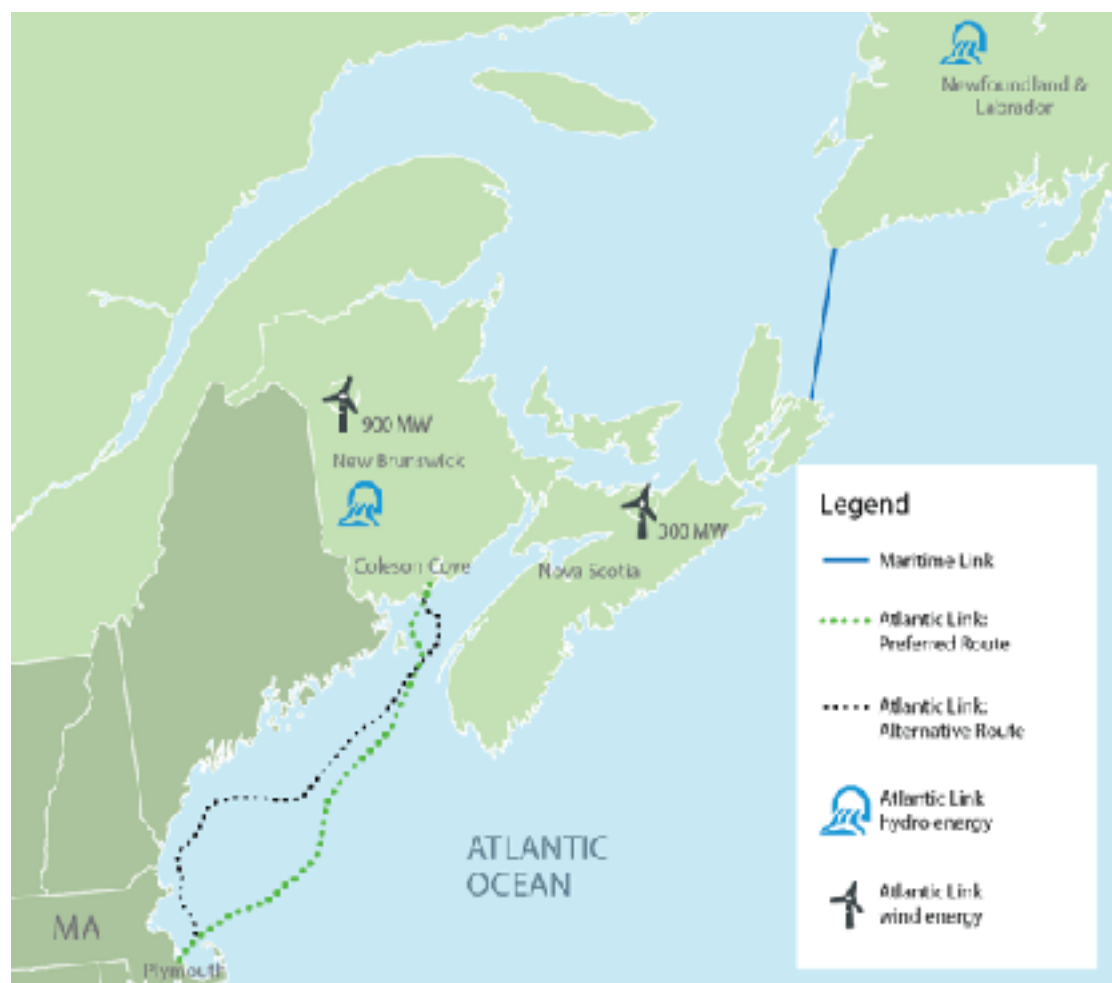 Newfoundland &
Labrador
900 MW
New Brunswick
300 MW
Coleson Cove
Nova Scotia
Legend
Maritime Link
Atlantic Link:
Preferred Route
Atlantic Link:
Alternative Route
Atlantic Link
hydro energy
Atlantic Link
wind energy
ATLANTIC
OCEAN
MA
Plymouth